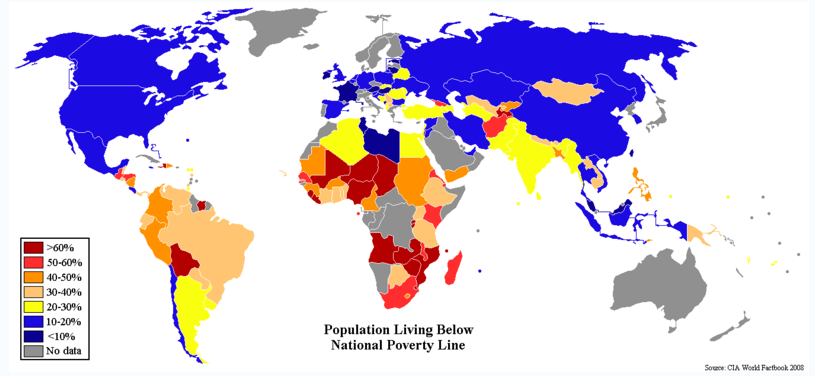 >60%
50-60%
40-50%
30-40%
20-30%
10-20%
<10%
No data
Population Living Below
National Poverty Line
Source: CIA World Factbook 2008